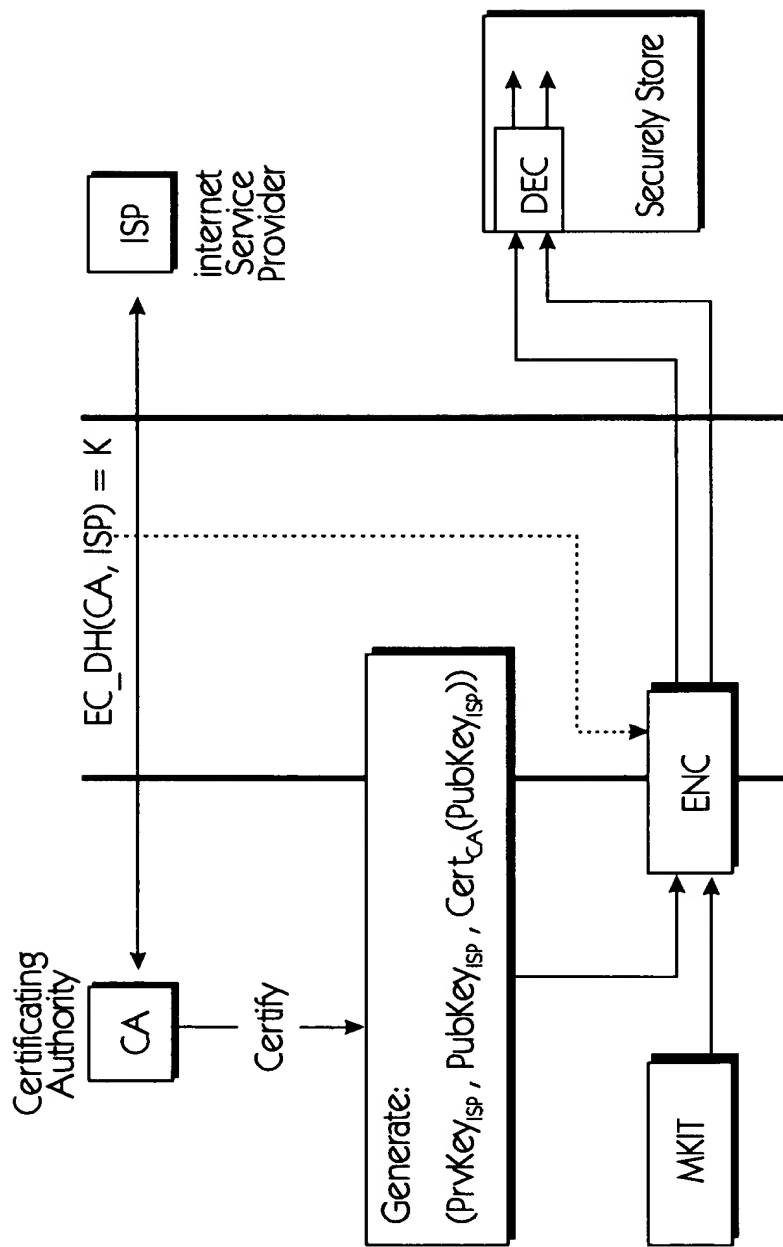 Certificating
Authority
CA
EC_DH(CA, ISP) = K
ISP
internet
Service
Provider
Certify
Generate:
(PrvKeyISP , PubKeyISP , CertCA(PubKeyISP))
MKIT
ENC
DEC
Securely Store